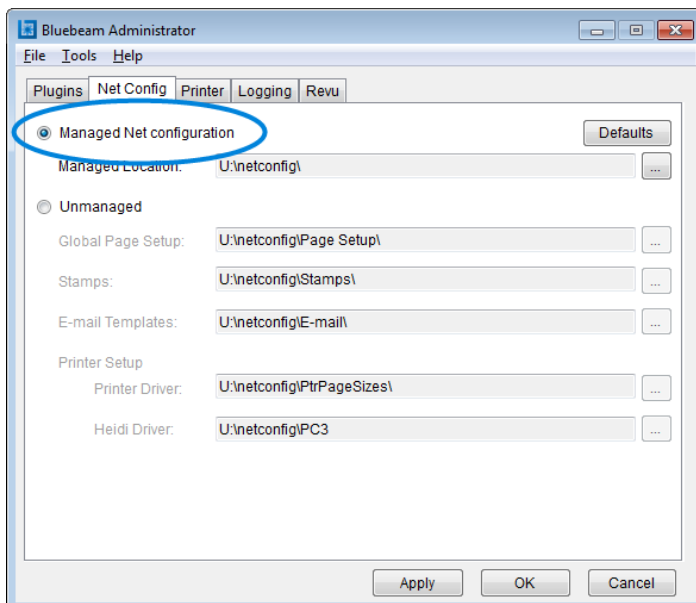 Bluebeam Administrator
File Tools Help
Plugins Net Config Printer Logging Revu
Managed Net configuration Defaults
Managed Location: U:\netconfig\ ...
Unmanaged
Global Page Setup: U:\netconfig\Page Setup\ ...
Stamps: U:\netconfig\Stamps\ ...
E-mail Templates: U:\netconfig\E-mail\ ...
Printer Setup
Printer Driver: U:\netconfig\PtrPageSizes\ ...
Heidi Driver: U:\netconfig\PC3 ...
Apply OK Cancel